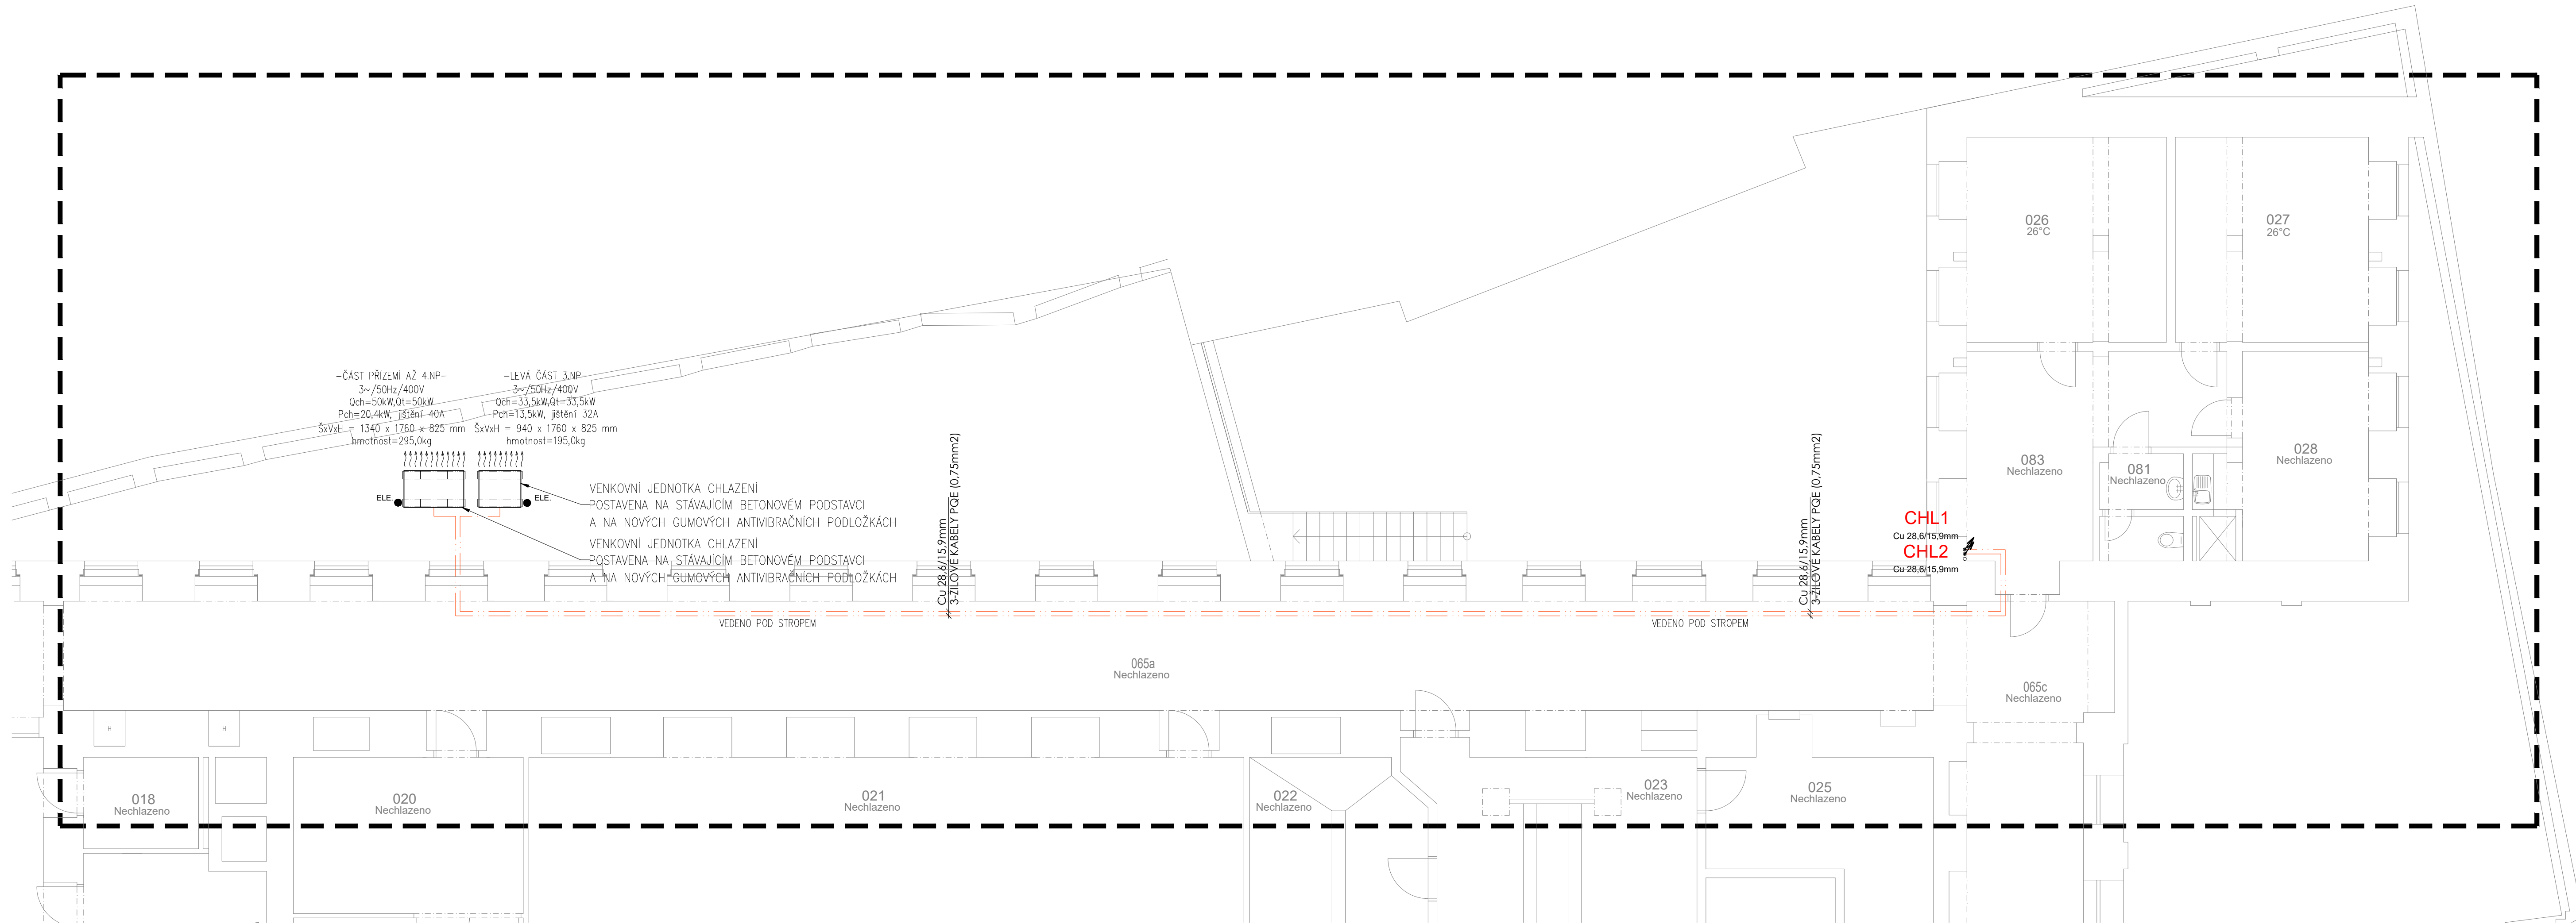 026
26°C
027
26°C
-ČÁST PŘÍZEMÍ AŽ 4.NP-
3~/50Hz/400V
Qch=50kW,Qt=50kW
Pch=20,4kW, jištění 40A
ŠxVxH = 1340 x 1760 x 825 mm
hmotnost=295,0kg
-LEVÁ ČÁST 3.NP-
3~/50Hz/400V
Qch=33,5kW,Qt=33,5kW
Pch=13,5kW, jištění 32A
ŠxVxH = 940 x 1760 x 825 mm
hmotnost=195,0kg
ELE.
ELE.
VENKOVNÍ JEDNOTKA CHLAZENÍ
POSTAVENA NA STÁVAJÍCÍM BETONOVÉM PODSTAVCI
A NA NOVÝCH GUMOVÝCH ANTIVIBRAČNÍCH PODLOŽKÁCH
VENKOVNÍ JEDNOTKA CHLAZENÍ
POSTAVENA NA STÁVAJÍCÍM BETONOVÉM PODSTAVCI
A NA NOVÝCH GUMOVÝCH ANTIVIBRAČNÍCH PODLOŽKÁCH
Cu 28,6/15,9mm
3-ŽILOVÉ KABELY PQE (0,75mm2)
Cu 28,6/15,9mm
3-ŽILOVÉ KABELY PQE (0,75mm2)
083
Nechlazeno
081
Nechlazeno
028
Nechlazeno
CHL1
Cu 28,6/15,9mm
CHL2
Cu 28,6/15,9mm
VEDENO POD STROPEM
VEDENO POD STROPEM
065a
Nechlazeno
065c
Nechlazeno
H
H
018
Nechlazeno
020
Nechlazeno
021
Nechlazeno
022
Nechlazeno
023
Nechlazeno
025
Nechlazeno